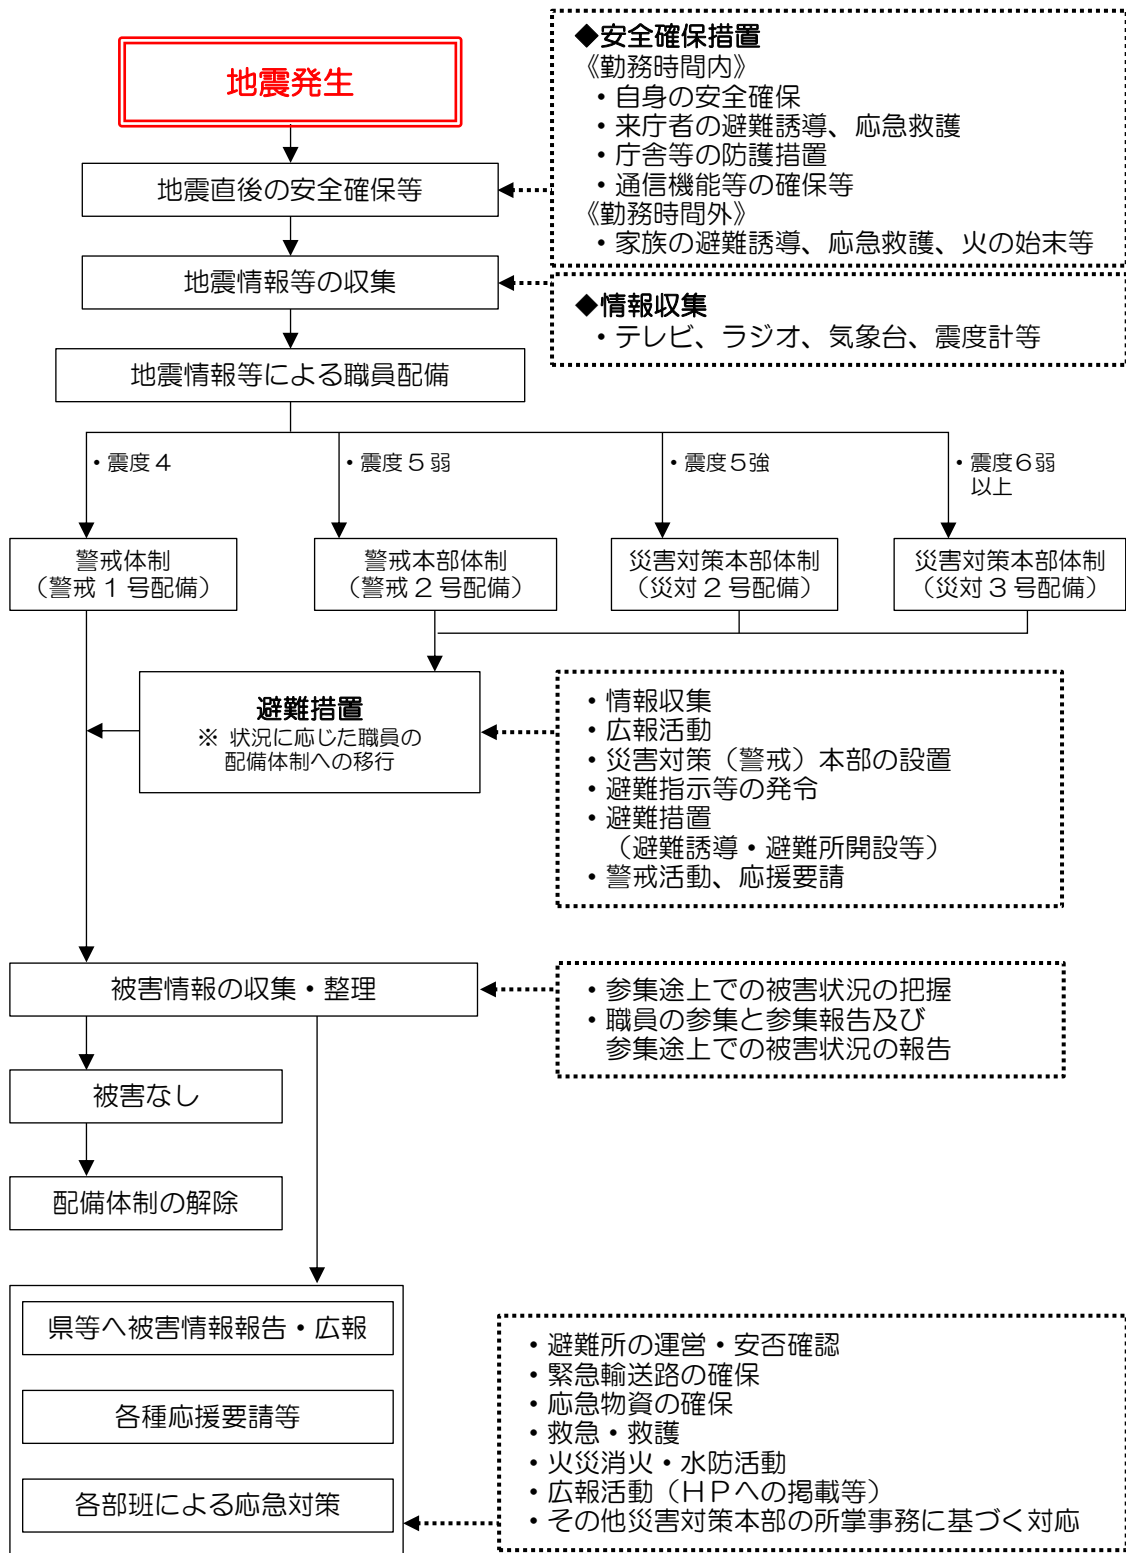 地震発生
◆安全確保措置
《勤務時間内》
・自身の安全確保
・来庁者の避難誘導、応急救護
・庁舎等の防護措置
・通信機能等の確保等
《勤務時間外》
・家族の避難誘導、応急救護、火の始末等
地震直後の安全確保等
地震情報等の収集
◆情報収集
・テレビ、ラジオ、気象台、震度計等
地震情報等による職員配備
・震度4
・震度5弱
・震度5強
・震度6弱
以上
警戒体制
（警戒1号配備）
警戒本部体制
（警戒2号配備）
災害対策本部体制
（災対2号配備）
災害対策本部体制
（災対3号配備）
避難措置
※ 状況に応じた職員の
配備体制への移行
・情報収集
・広報活動
・災害対策（警戒）本部の設置
・避難指示等の発令
・避難措置
（避難誘導・避難所開設等）
・警戒活動、応援要請
被害情報の収集・整理
・参集途上での被害状況の把握
・職員の参集と参集報告及び
参集途上での被害状況の報告
被害なし
配備体制の解除
県等へ被害情報報告・広報
各種応援要請等
各部班による応急対策
・避難所の運営・安否確認
・緊急輸送路の確保
・応急物資の確保
・救急・救護
・火災消火・水防活動
・広報活動（ＨＰへの掲載等）
・その他災害対策本部の所掌事務に基づく対応